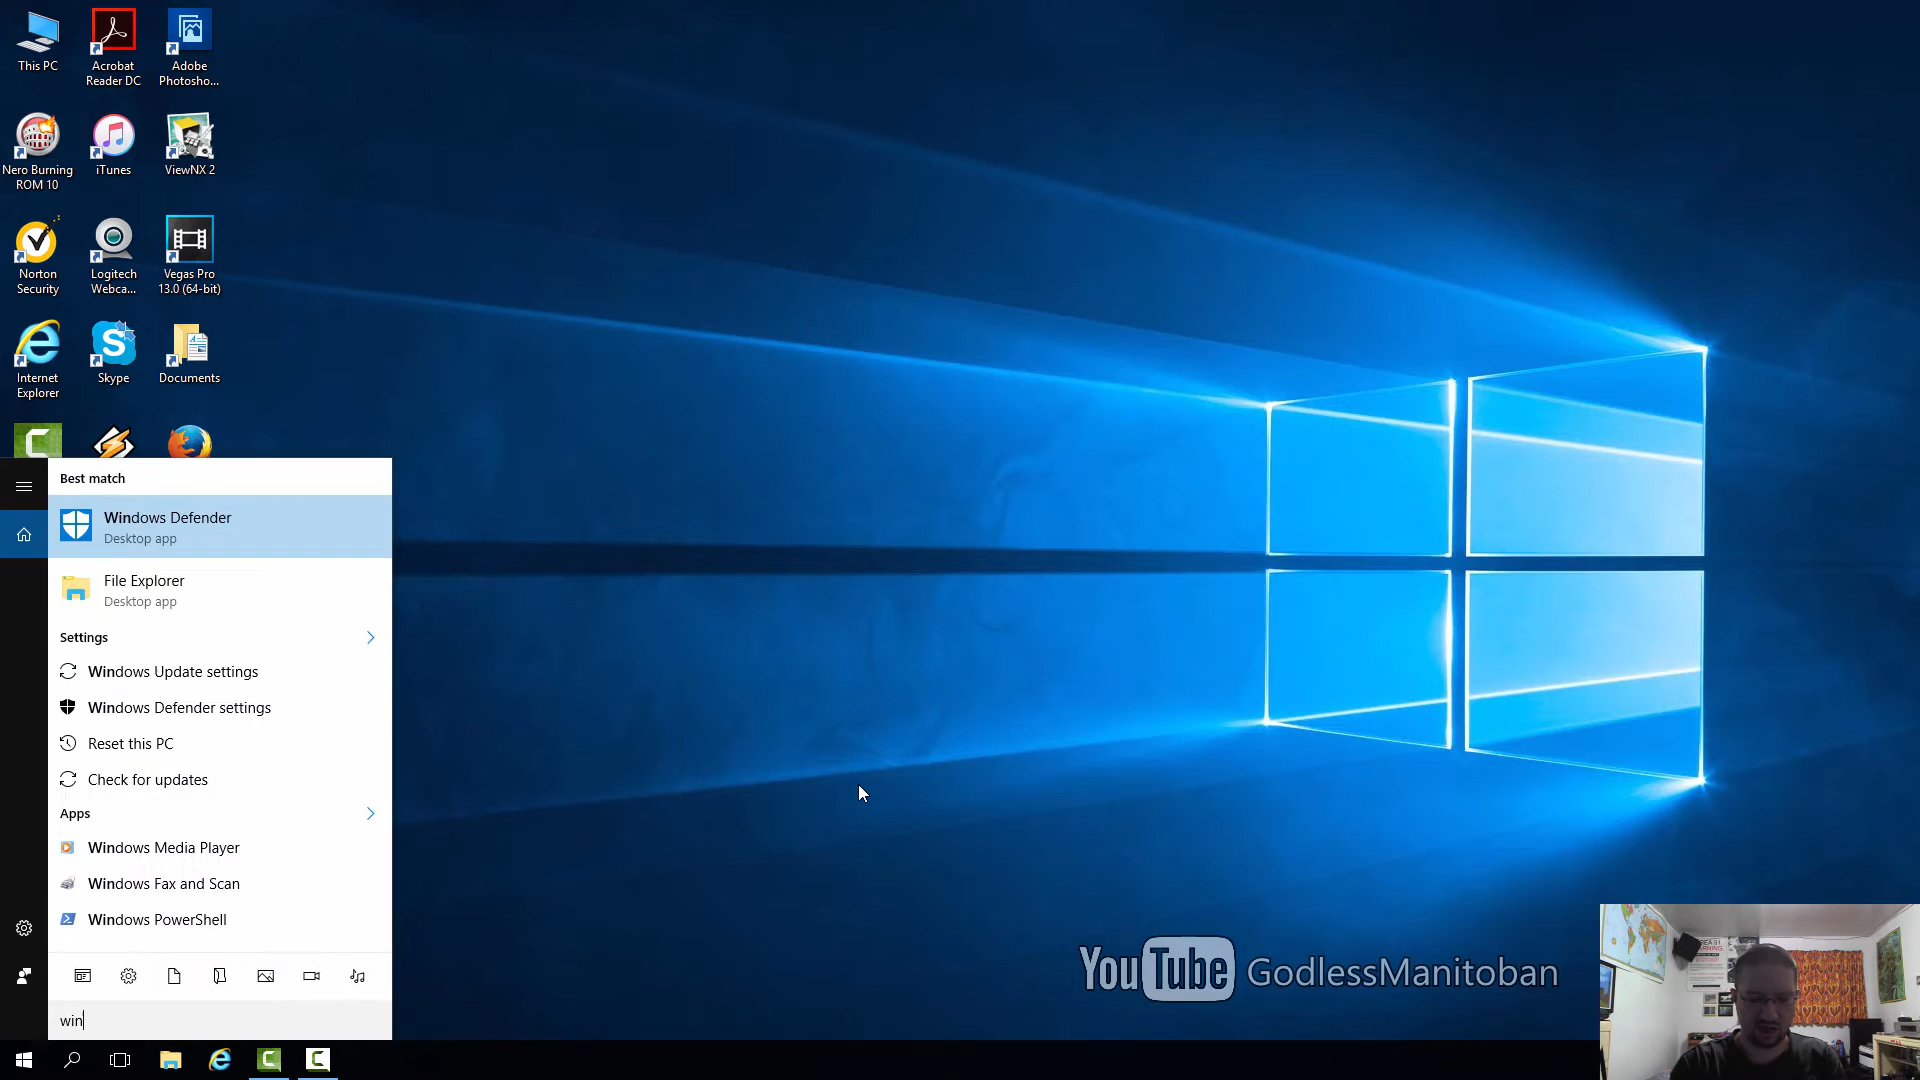 This PC
Acrobat
Reader DC
Adobe
Photosho...
Nero Burning
ROM 10
iTunes
ViewNX 2
Norton
Security
Logitech
Webca...
Vegas Pro
13.0 (64-bit)
Internet
Explorer
Skype
Documents
Best match
Windows Defender
Desktop app
File Explorer
Desktop app
Settings
Windows Update settings
Windows Defender settings
Reset this PC
Check for updates
Apps
Windows Media Player
Windows Fax and Scan
Windows PowerShell
win
YouTube GodlessManitoban